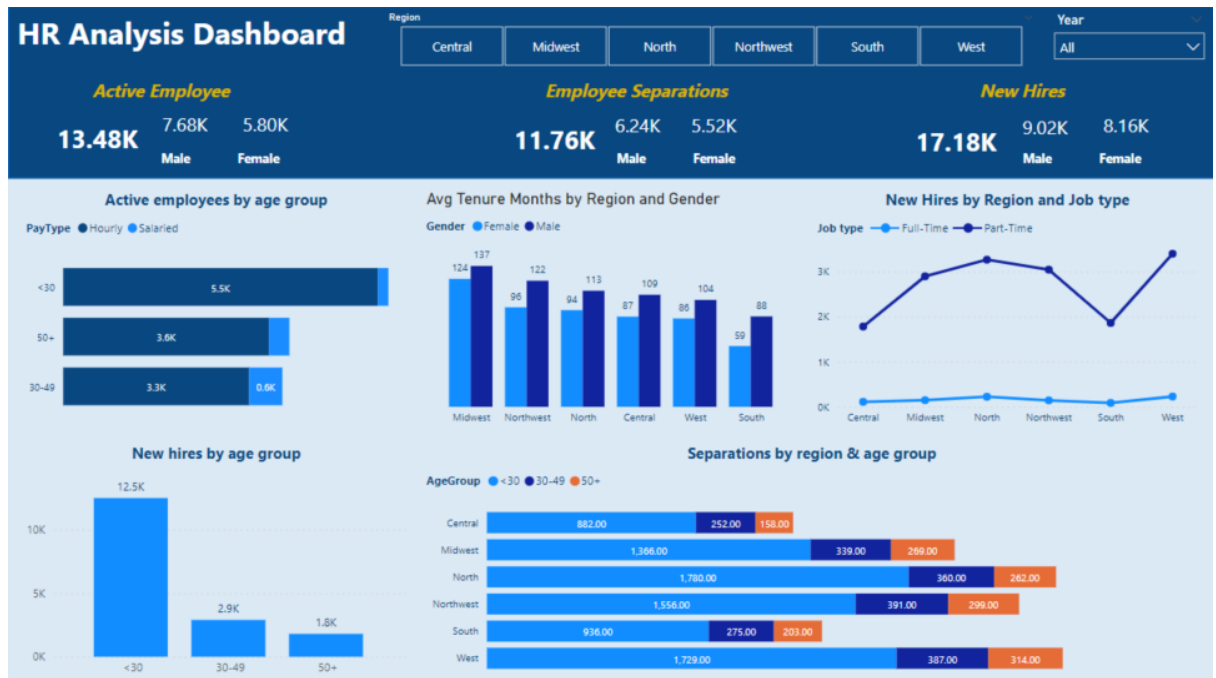 HR Analysis Dashboard
Region
Central Midwest North Northwest South West
Year
All
Active Employee
13.48K
7.68K 5.80K
Male Female
Employee Separations
11.76K
6.24K 5.52K
Male Female
New Hires
17.18K
9.02K 8.16K
Male Female
Active employees by age group
PayType Hourly Salaried
<30 5.5K
50+ 3.6K
30-49 3.3K 0.6K
Avg Tenure Months by Region and Gender
Gender Female Male
124 137 96 122 94 113 87 109 86 104 59 88
Midwest Northwest North Central West South
New Hires by Region and Job type
Job type Full-Time Part-Time
3K
2K
1K
0K
Central Midwest North Northwest South West
New hires by age group
12.5K
10K
5K
2.9K
1.8K
0K
<30 30-49 50+
Separations by region & age group
AgeGroup <30 30-49 50+
Central 882.00 252.00 158.00
Midwest 1,366.00 339.00 269.00
North 1,780.00 360.00 262.00
Northwest 1,556.00 391.00 299.00
South 936.00 275.00 203.00
West 1,729.00 387.00 314.00